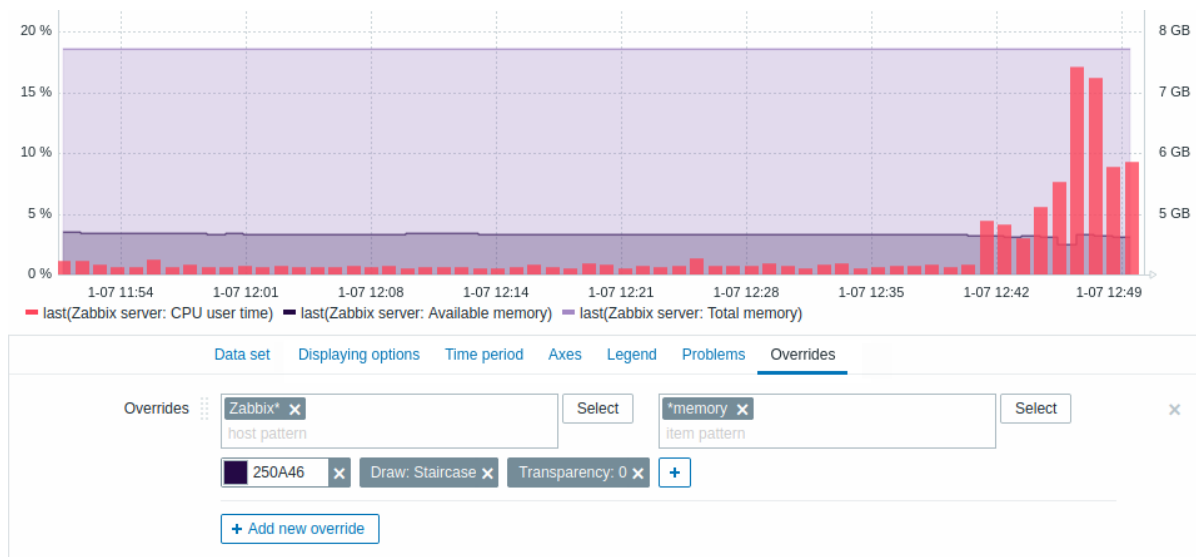 20 % 8 GB
15 % 7 GB
10 % 6 GB
5 % 5 GB
0 %
1-07 11:54 1-07 12:01 1-07 12:08 1-07 12:14 1-07 12:21 1-07 12:28 1-07 12:35 1-07 12:42 1-07 12:49
last(Zabbix server: CPU user time) last(Zabbix server: Available memory) last(Zabbix server: Total memory)
Data set Displaying options Time period Axes Legend Problems Overrides
Overrides Zabbix* × Select *memory × Select ×
host pattern item pattern
250A46 × Draw: Staircase × Transparency: 0 × +
+ Add new override